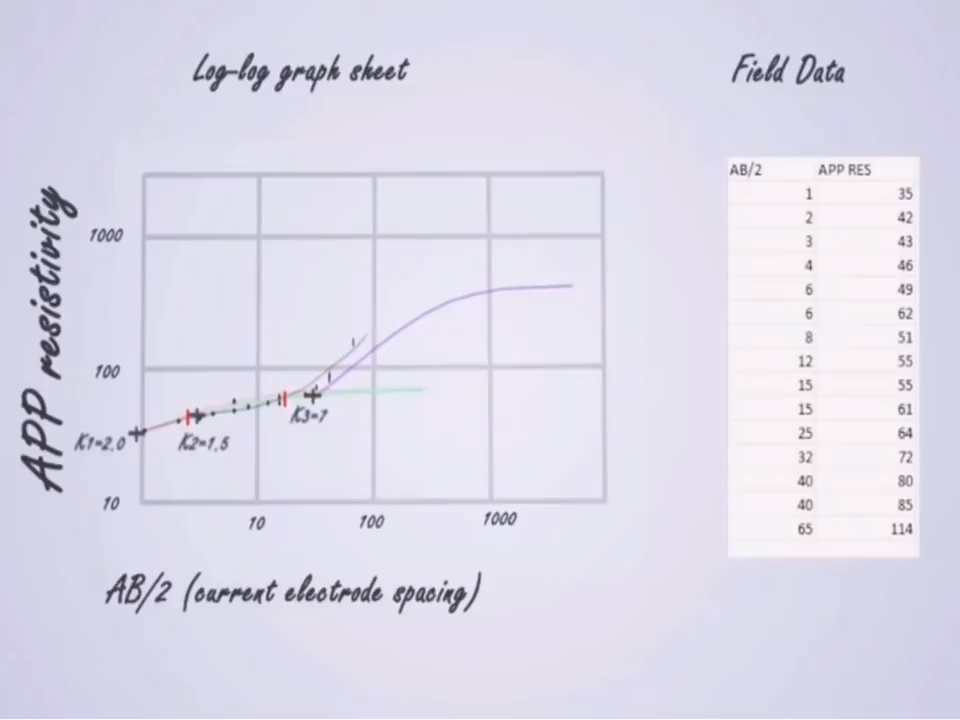 Log-log graph sheet
Field Data
APP resistivity
1000
100
10
K1=2.0
K2=1,5
K3=7
10
100
1000
AB/2 (current electrode spacing)
AB/2 APP RES
1 35
2 42
3 43
4 46
6 49
6 62
8 51
12 55
15 55
15 61
25 64
32 72
40 80
40 85
65 114